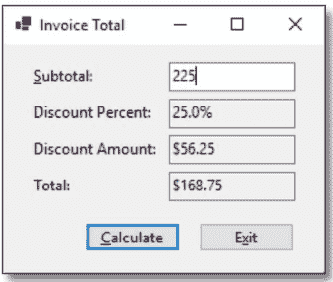 Invoice Total
Subtotal: 225
Discount Percent: 25.0%
Discount Amount: $56.25
Total: $168.75
Calculate Exit